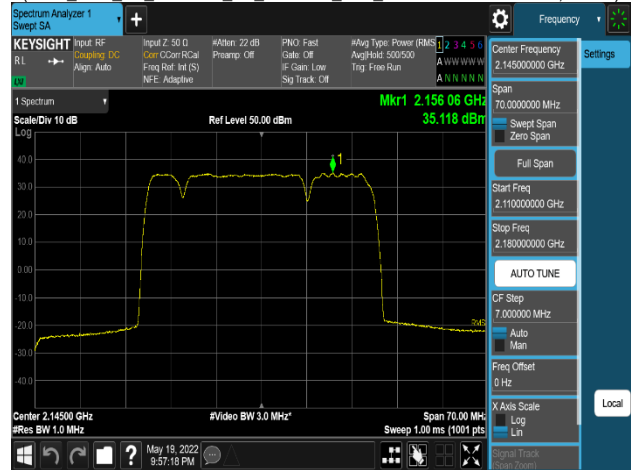 Spectrum Analyzer 1
Swept SA
Frequency
KEYSIGHT
Input: RF
Coupling: DC
Align: Auto
Input Z: 50 Ω
Corr CCorr RCal
Freq Ref: Int (S)
NFE: Adaptive
#Atten: 22 dB
Preamp: Off
PNO: Fast
Gate: Off
IF Gain: Low
Sig Track: Off
#Avg Type: Power (RMS
Avg|Hold: 500/500
Trig: Free Run
1 2 3 4 5 6
A W W W W W
A N N N N N
R L
LXI
1 Spectrum
Scale/Div 10 dB
Log
Ref Level 50.00 dBm
Mkr1 2.156 06 GHz
35.118 dBm
1
40.0
30.0
20.0
10.0
0.00
-10.0
-20.0
-30.0
-40.0
RMS
Center 2.14500 GHz
#Res BW 1.0 MHz
#Video BW 3.0 MHz*
Span 70.00 MHz
Sweep 1.00 ms (1001 pts
May 19, 2022
9:57:18 PM
Center Frequency
2.145000000 GHz
Span
70.0000000 MHz
Swept Span
Zero Span
Full Span
Start Freq
2.110000000 GHz
Stop Freq
2.180000000 GHz
AUTO TUNE
CF Step
7.000000 MHz
Auto
Man
Freq Offset
0 Hz
X Axis Scale
Log
Lin
Signal Track
(Span Zoom)
Settings
Local